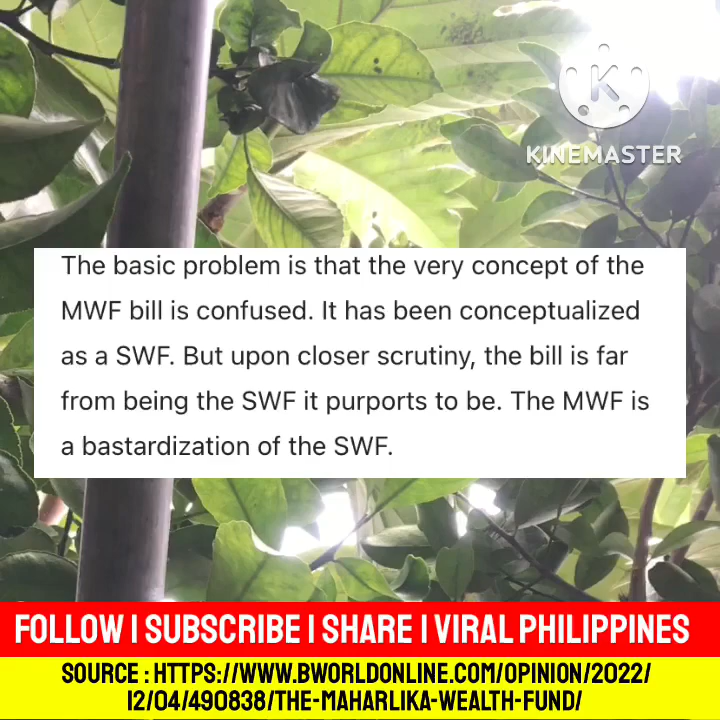 K
KINEMASTER
The basic problem is that the very concept of the
MWF bill is confused. It has been conceptualized
as a SWF. But upon closer scrutiny, the bill is far
from being the SWF it purports to be. The MWF is
a bastardization of the SWF.
FOLLOW | SUBSCRIBE | SHARE | VIRAL PHILIPPINES
SOURCE : HTTPS://WWW.BWORLDONLINE.COM/OPINION/2022/
12/04/490838/THE-MAHARLIKA-WEALTH-FUND/